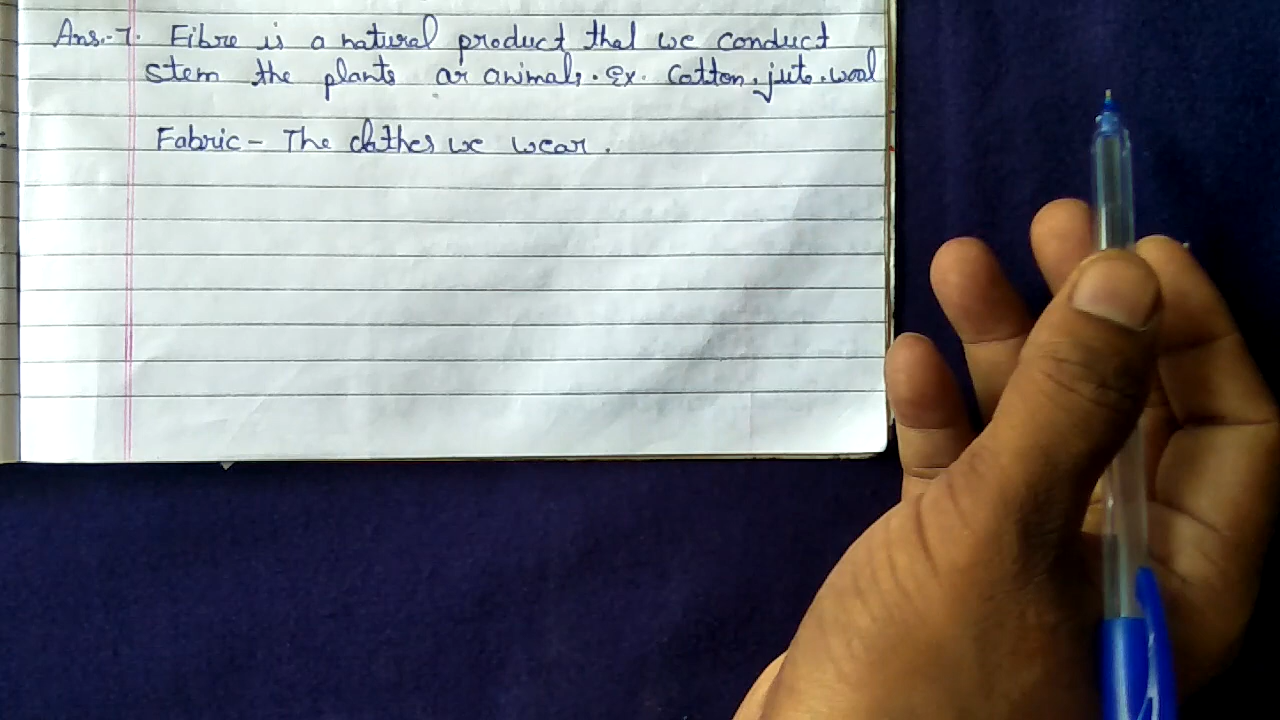 Ans.-7. Fibre is a natural product that we conduct
stem the plants or animals. Ex. Cotton, jute, wool
Fabric - The clothes we wear.